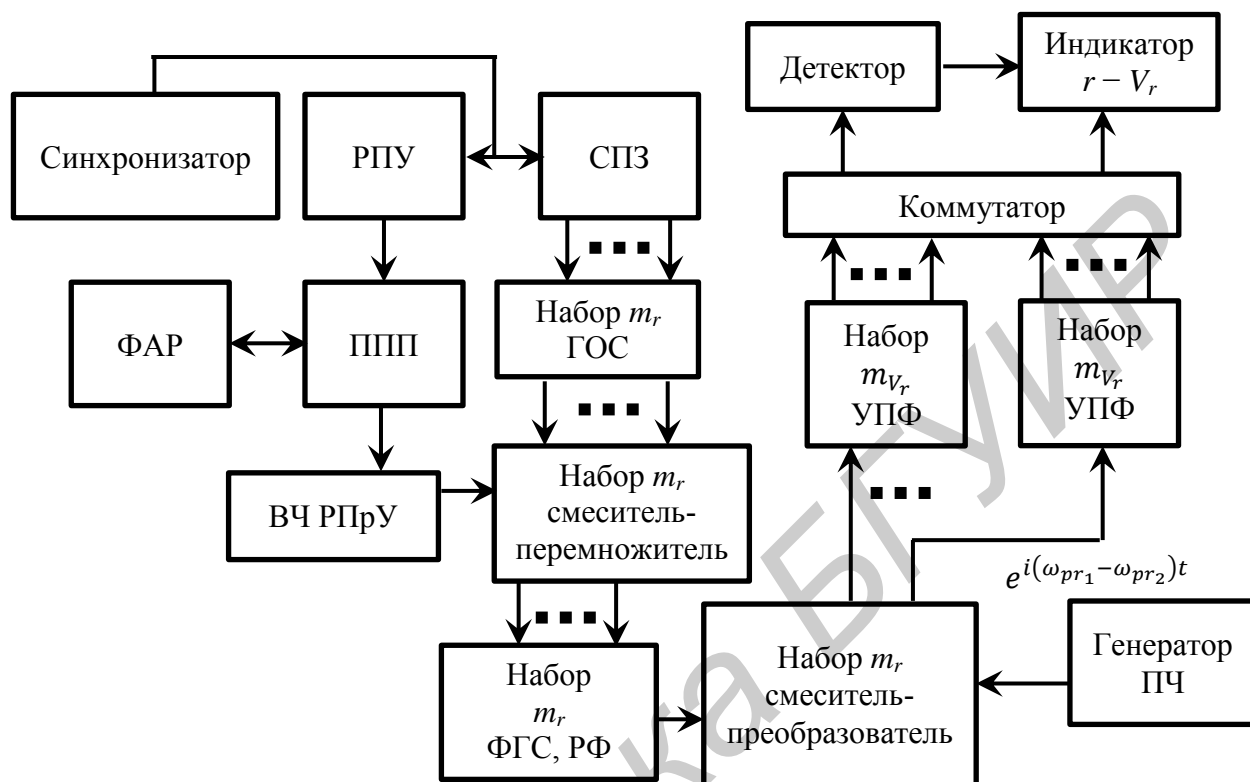 Синхронизатор
РПУ
СПЗ
Детектор
Индикатор
r − V_r
Коммутатор
ФАР
ППП
Набор m_r
ГОС
Набор
m_{V_r}
УПФ
Набор
m_{V_r}
УПФ
ВЧ РПрУ
Набор m_r
смеситель-
перемножитель
e^{i(ω_{pr_1}−ω_{pr_2})t}
Набор
m_r
ФГС, РФ
Набор m_r
смеситель-
преобразователь
Генератор
ПЧ
ка БГУИР